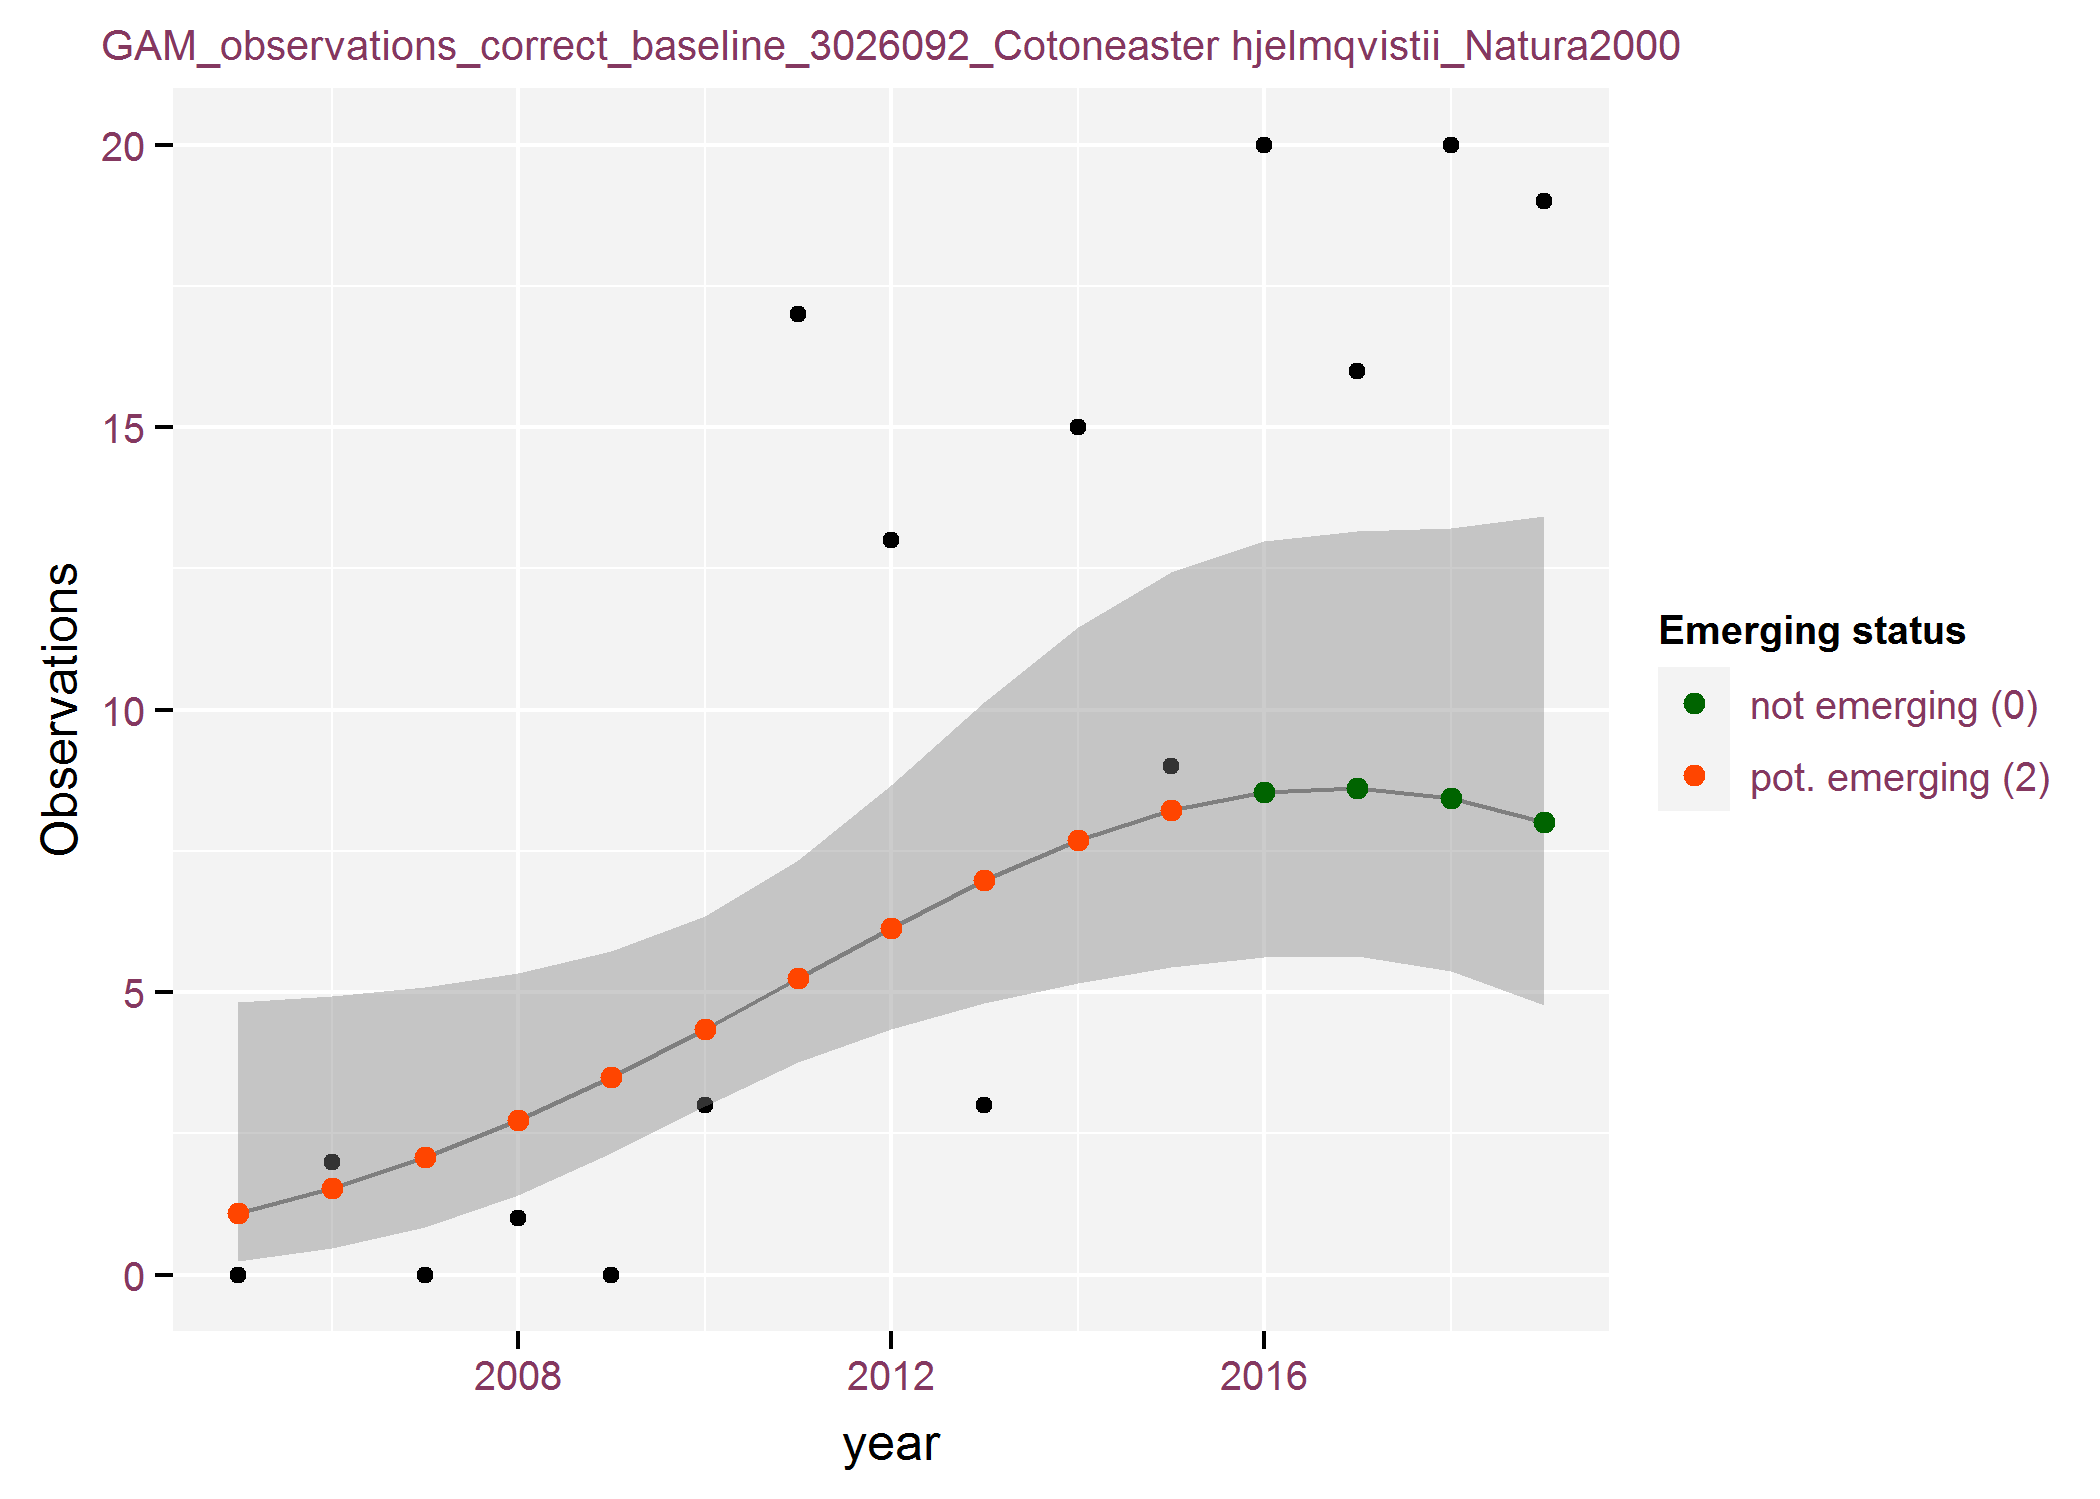 GAM_observations_correct_baseline_3026092_Cotoneaster hjelmqvistii_Natura2000
20
15
10
5
0
Observations
2008
2012
2016
year
Emerging status
not emerging (0)
pot. emerging (2)